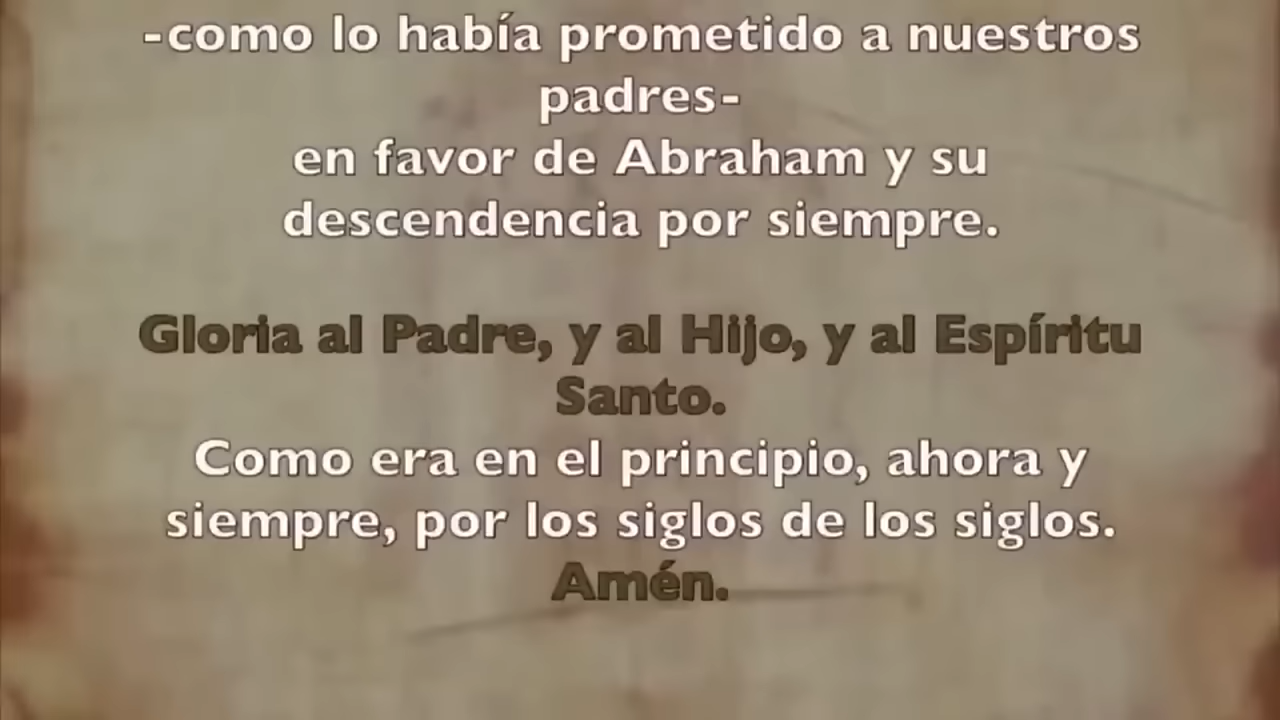 -como lo había prometido a nuestros
padres-
en favor de Abraham y su
descendencia por siempre.
Gloria al Padre, y al Hijo, y al Espíritu
Santo.
Como era en el principio, ahora y
siempre, por los siglos de los siglos.
Amén.